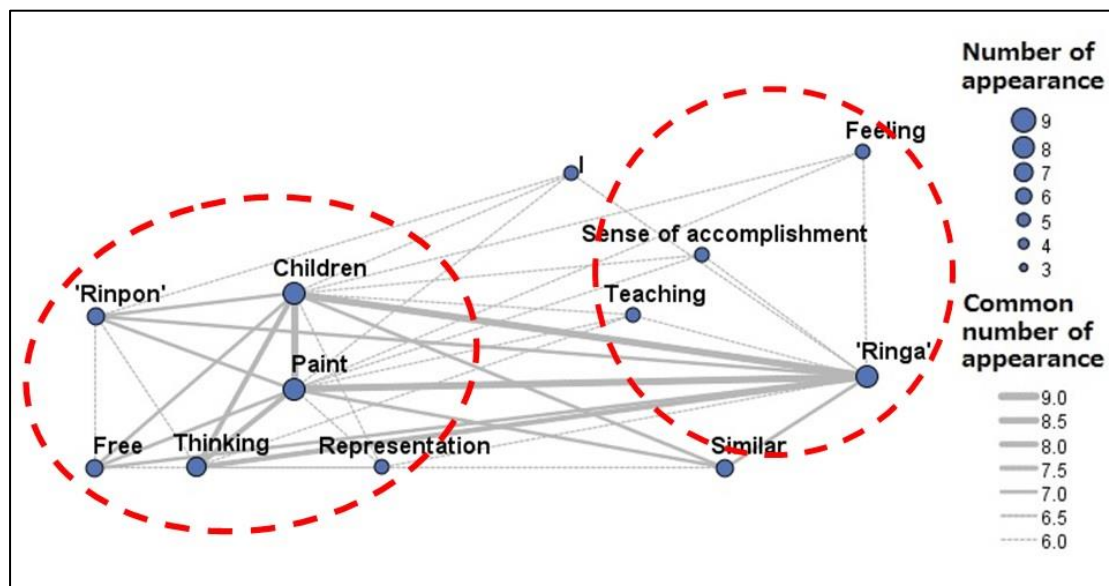 Number of
appearance
9
8
7
6
5
4
3
Feeling
I
Sense of accomplishment
Children
'Rinpon'
Teaching
Common
number of
appearance
Paint
'Ringa'
9.0
8.5
8.0
7.5
7.0
6.5
6.0
Free
Thinking
Representation
Similar